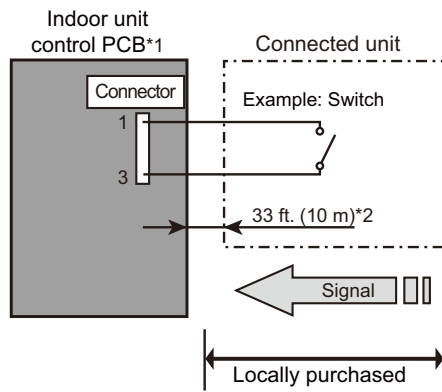 Indoor unit
control PCB*1
Connected unit
Connector
Example: Switch
1
3
33 ft. (10 m)*2
Signal
Locally purchased